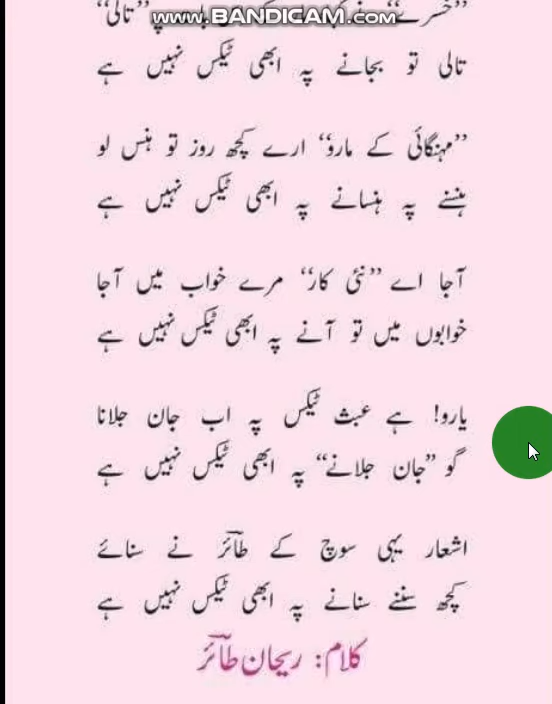 www.BANDICAM.com
’’خسرے‘‘ پہ ’’تالی‘‘
تالی تو بجانے پہ ابھی ٹیکس نہیں ہے
’’مہنگائی کے مارو‘‘ ارے کچھ روز تو ہنس لو
ہنسنے پہ ہنسانے پہ ابھی ٹیکس نہیں ہے
آجا اے ’’نئی کار‘‘ مرے خواب میں آجا
خوابوں میں تو آنے پہ ابھی ٹیکس نہیں ہے
یارو! ہے عبث ٹیکس پہ اب جان جلانا
گو ’’جان جلانے‘‘ پہ ابھی ٹیکس نہیں ہے
اشعار یہی سوچ کے طائرؔ نے سنائے
کچھ سننے سنانے پہ ابھی ٹیکس نہیں ہے
کلام: ریحان طائرؔ